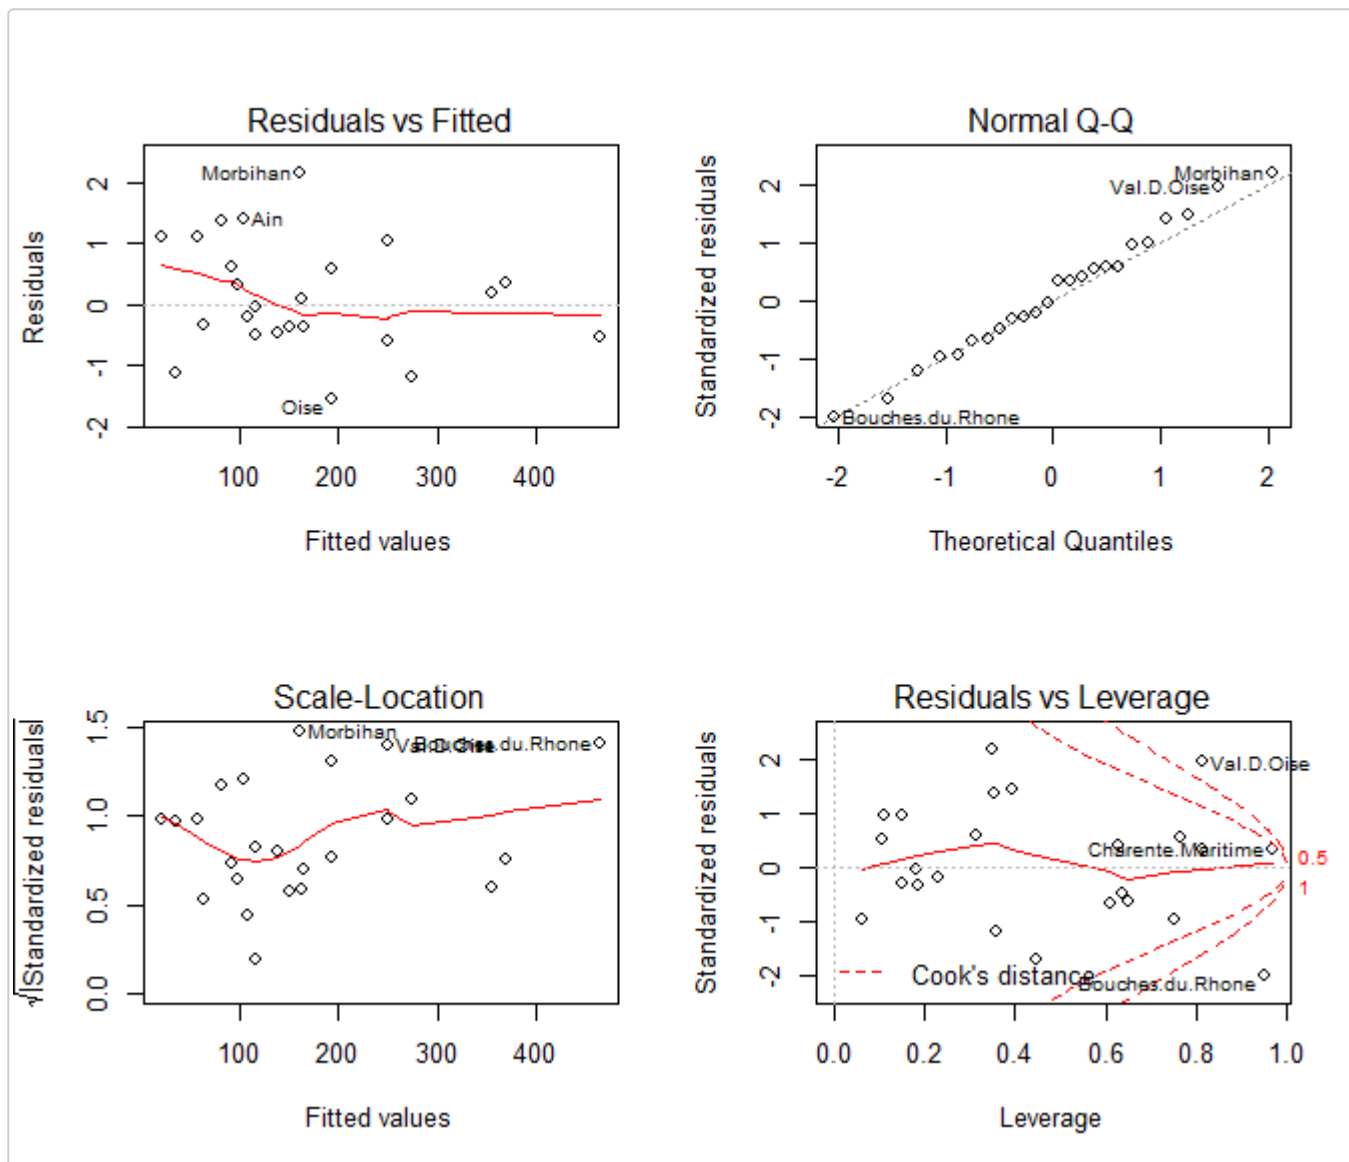 Residuals vs Fitted
Residuals
2
1
0
-1
-2
Morbihan
Ain
Oise
100 200 300 400
Fitted values
Normal Q-Q
Standardized residuals
2
1
0
-1
-2
Morbihan
Val.D.Oise
Bouches.du.Rhone
-2 -1 0 1 2
Theoretical Quantiles
Scale-Location
√|Standardized residuals|
1.5
1.0
0.5
0.0
Morbihan
Val.D.Oise
Bouches.du.Rhone
100 200 300 400
Fitted values
Residuals vs Leverage
Standardized residuals
2
1
0
-1
-2
Val.D.Oise
Charente.Maritime
0.5
1
Cook's distance
Bouches.du.Rhone
0.0 0.2 0.4 0.6 0.8 1.0
Leverage